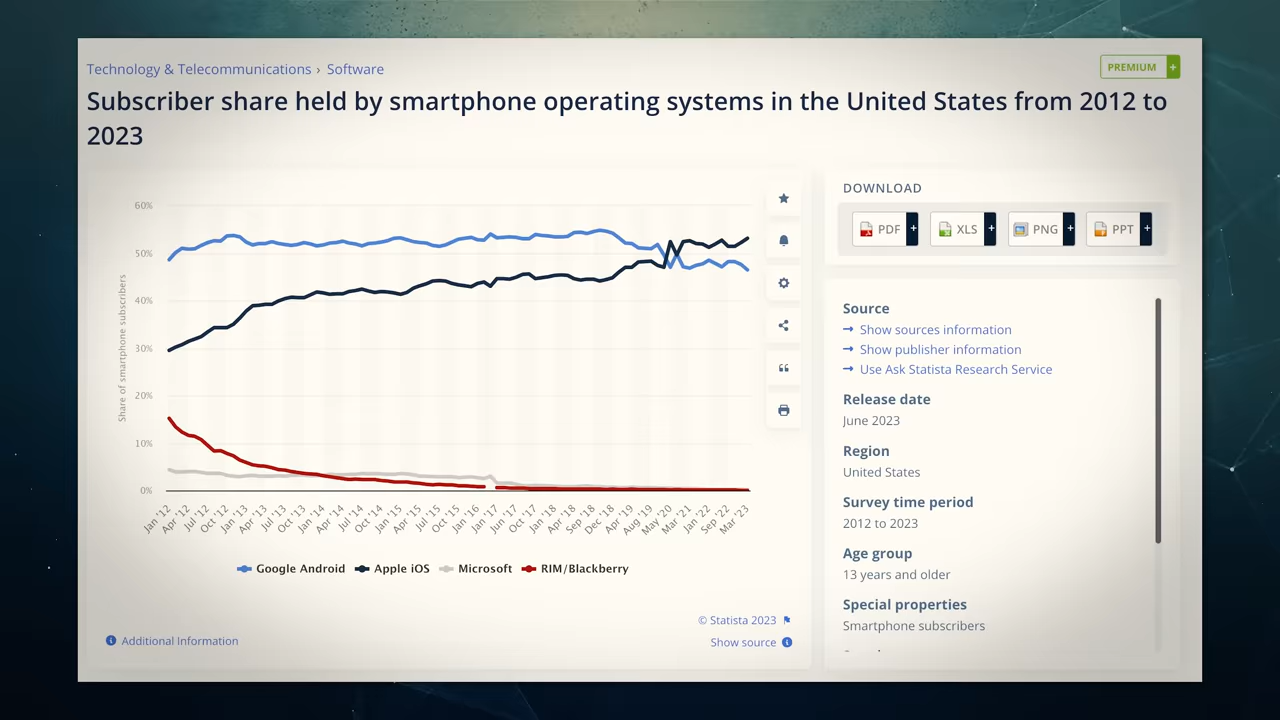 Technology & Telecommunications › Software
PREMIUM +
Subscriber share held by smartphone operating systems in the United States from 2012 to
2023
60%
50%
40%
30%
20%
10%
0%
Share of smartphone subscribers
Jan '12
Apr '12
Jul '12
Oct '12
Jan '13
Apr '13
Jul '13
Oct '13
Jan '14
Apr '14
Jul '14
Oct '14
Jan '15
Apr '15
Jul '15
Oct '15
Jan '16
Jan '17
Jun '17
Oct '17
Jan '18
Apr '18
Sep '18
Dec '18
Apr '19
Aug '19
May '20
Mar '21
Jan '22
Sep '22
Mar '23
Google Android Apple iOS Microsoft RIM/Blackberry
© Statista 2023
Additional Information
Show source
DOWNLOAD
PDF + XLS + PNG + PPT +
Source
→ Show sources information
→ Show publisher information
→ Use Ask Statista Research Service
Release date
June 2023
Region
United States
Survey time period
2012 to 2023
Age group
13 years and older
Special properties
Smartphone subscribers